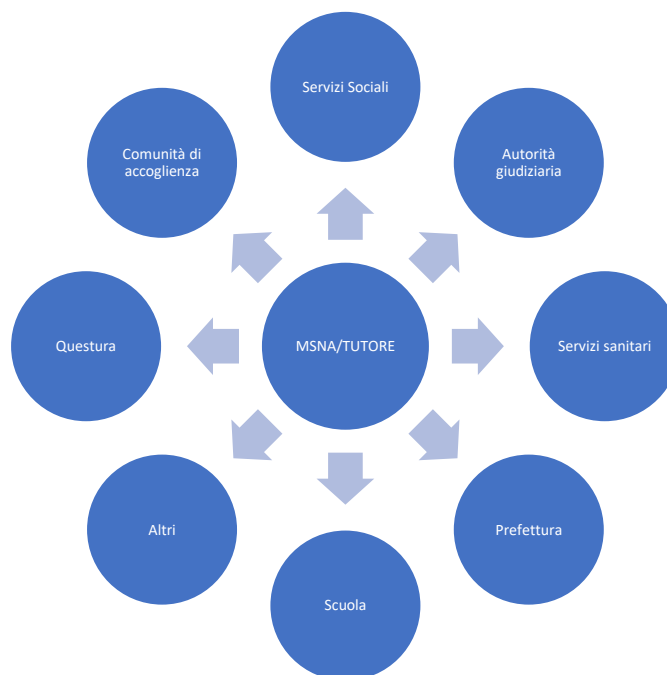 Servizi Sociali
Comunità di
accoglienza
Autorità
giudiziaria
Questura
MSNA/TUTORE
Servizi sanitari
Altri
Prefettura
Scuola